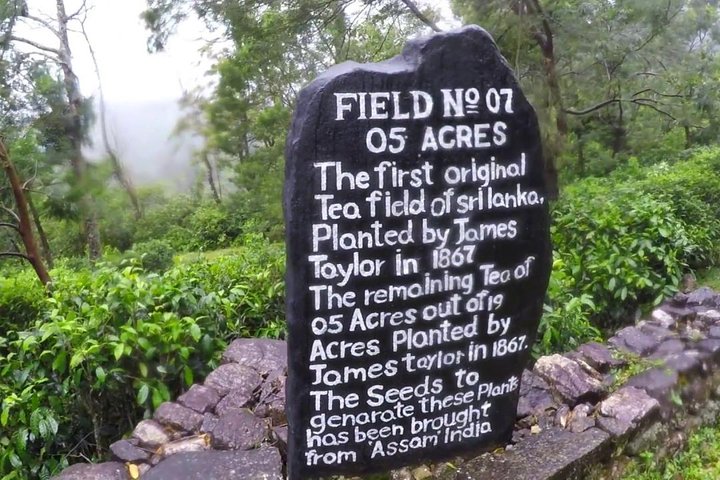 FIELD Nº 07
05 ACRES
The first original
Tea field of sri lanka.
Planted by James
Taylor in 1867
The remaining Tea of
05 Acres out of 19
Acres Planted by
James taylor in 1867.
The Seeds to
genarate these Plants
has been brought
from 'Assam' India